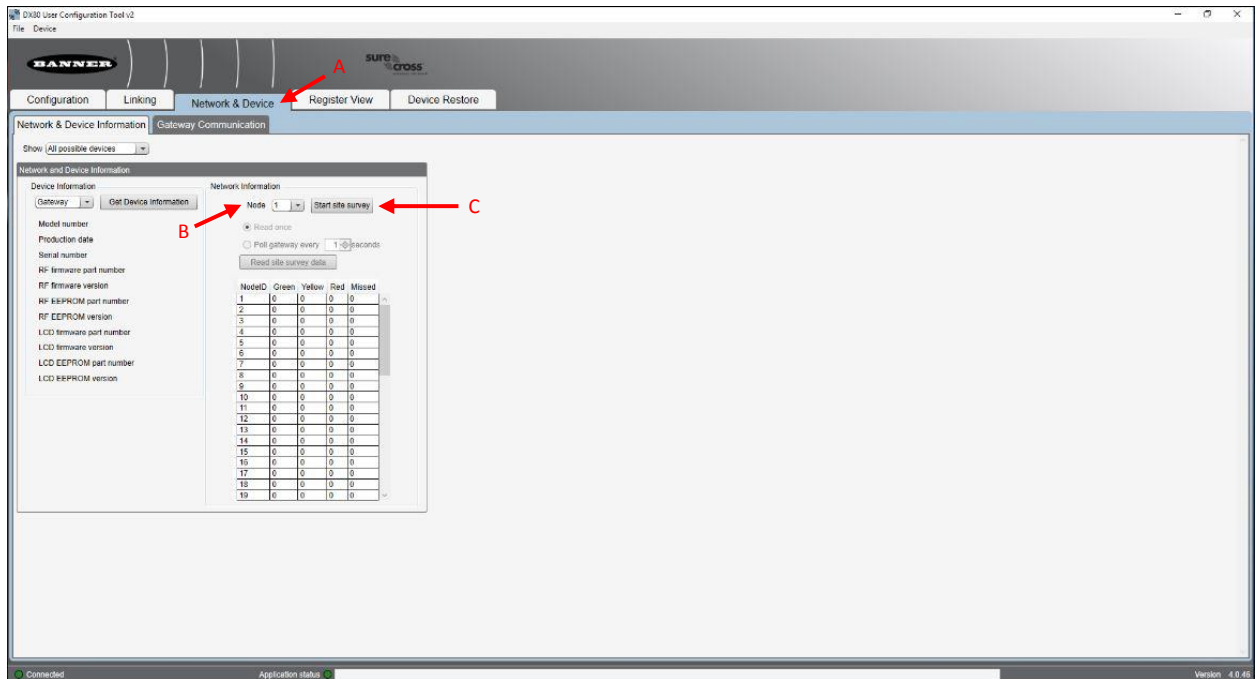 DX80 User Configuration Tool v2
File Device
BANNER
sure cross
A
Configuration Linking Network & Device Register View Device Restore
Network & Device Information Gateway Communication
Show All possible devices
Network and Device Information
Device Information
Network Information
Gateway Get Device Information
Node 1 Start site survey
B
C
Model number
Read once
Production date
Poll gateway every 1 seconds
Serial number
Read site survey data
RF firmware part number
RF firmware version
RF EEPROM part number
RF EEPROM version
LCD firmware part number
LCD firmware version
LCD EEPROM part number
LCD EEPROM version
NodeID Green Yellow Red Missed
1 0 0 0 0
2 0 0 0 0
3 0 0 0 0
4 0 0 0 0
5 0 0 0 0
6 0 0 0 0
7 0 0 0 0
8 0 0 0 0
9 0 0 0 0
10 0 0 0 0
11 0 0 0 0
12 0 0 0 0
13 0 0 0 0
14 0 0 0 0
15 0 0 0 0
16 0 0 0 0
17 0 0 0 0
18 0 0 0 0
19 0 0 0 0
Connected Application status Version 4.0.45